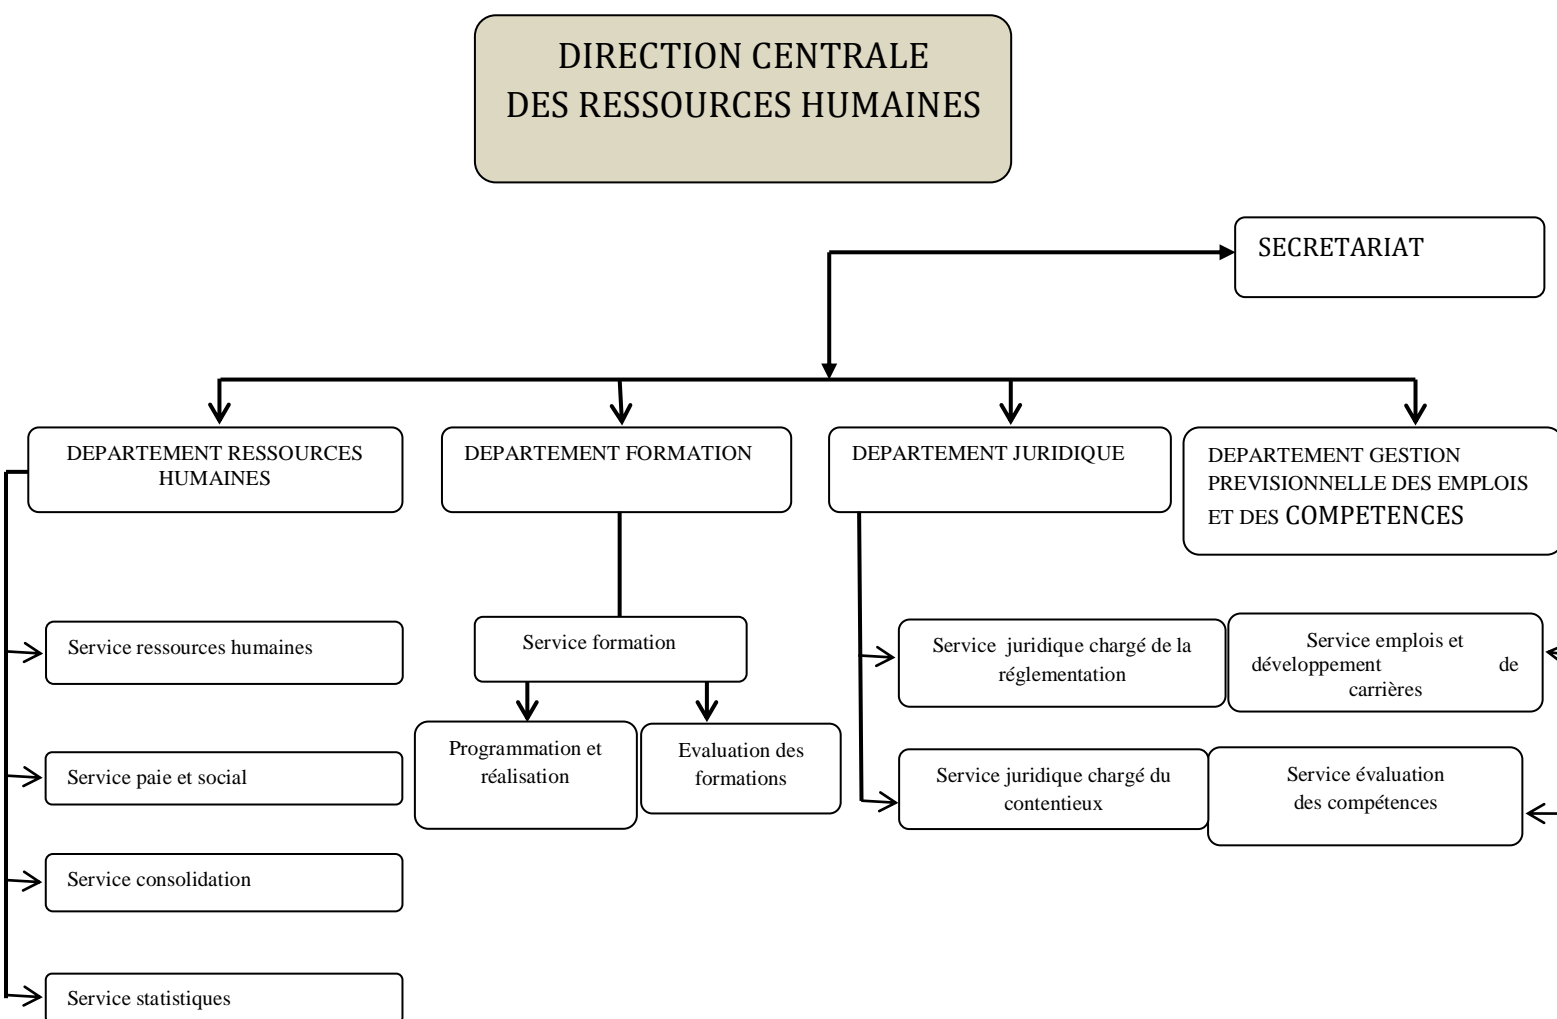 DIRECTION CENTRALE
DES RESSOURCES HUMAINES
SECRETARIAT
DEPARTEMENT RESSOURCES
HUMAINES
DEPARTEMENT FORMATION
DEPARTEMENT JURIDIQUE
DEPARTEMENT GESTION
PREVISIONNELLE DES EMPLOIS
ET DES COMPETENCES
Service ressources humaines
Service paie et social
Service consolidation
Service statistiques
Service formation
Programmation et
réalisation
Evaluation des
formations
Service juridique chargé de la
réglementation
Service juridique chargé du
contentieux
Service emplois et
développement de
carrières
Service évaluation
des compétences